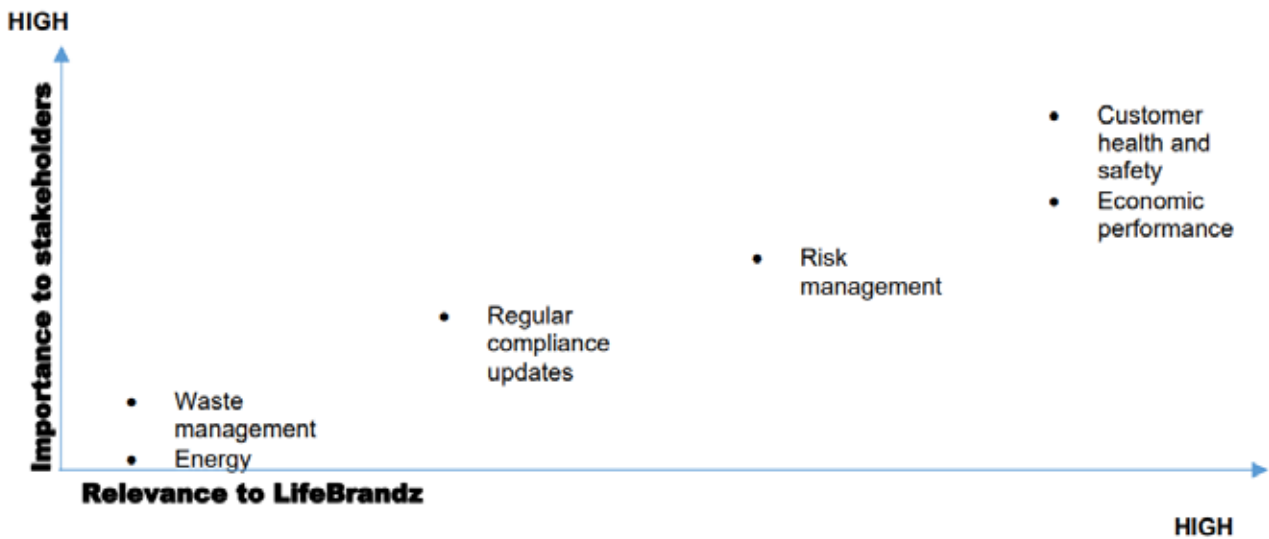 HIGH
Importance to stakeholders
• Customer
health and
safety
• Economic
performance
• Risk
management
• Regular
compliance
updates
• Waste
management
• Energy
Relevance to LifeBrandz
HIGH